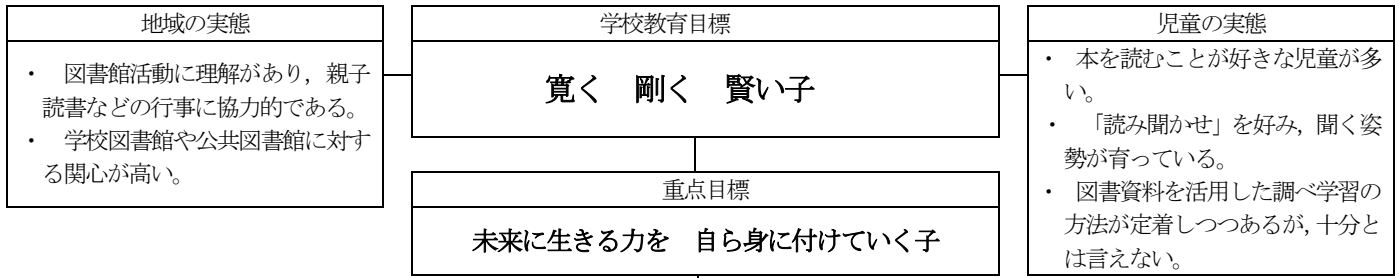 地域の実態
・　図書館活動に理解があり，親子
読書などの行事に協力的である。
・　学校図書館や公共図書館に対す
る関心が高い。
学校教育目標
寛く　剛く　賢い子
重点目標
未来に生きる力を　自ら身に付けていく子
児童の実態
・　本を読むことが好きな児童が多
い。
・　「読み聞かせ」を好み，聞く姿
勢が育っている。
・　図書資料を活用した調べ学習の
方法が定着しつつあるが，十分と
は言えない。